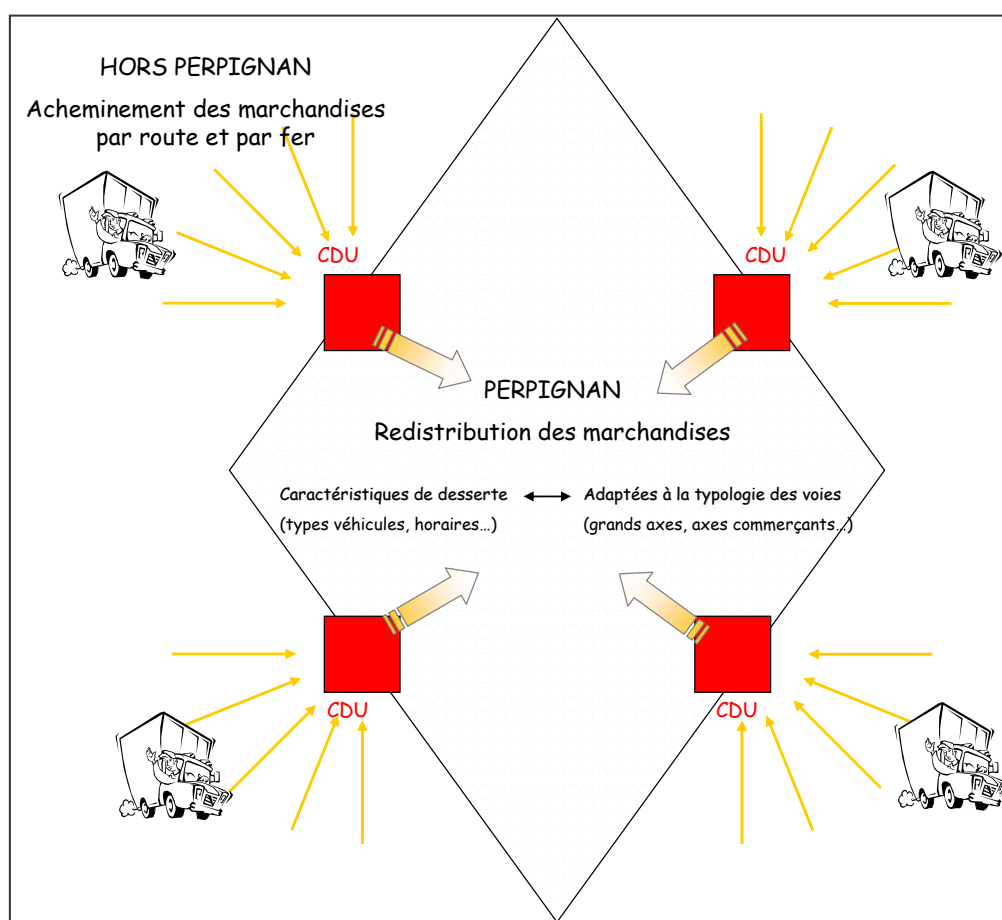 HORS PERPIGNAN
Acheminement des marchandises
par route et par fer
CDU
CDU
PERPIGNAN
Redistribution des marchandises
Caractéristiques de desserte
(types véhicules, horaires...)
Adaptées à la typologie des voies
(grands axes, axes commerçants...)
CDU
CDU